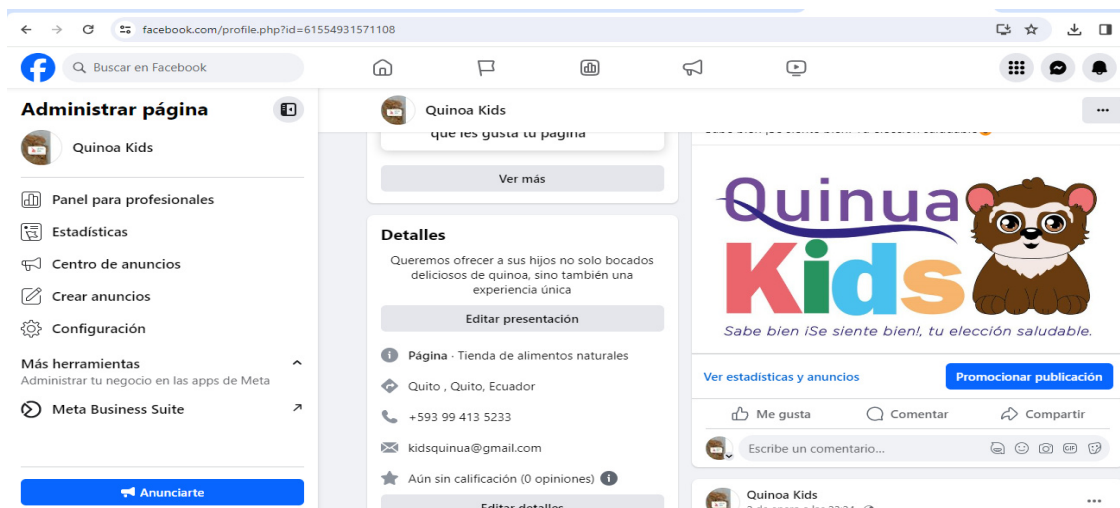 facebook.com/profile.php?id=61554931571108
Buscar en Facebook
Administrar página
Quinoa Kids
Panel para profesionales
Estadísticas
Centro de anuncios
Crear anuncios
Configuración
Más herramientas
Administrar tu negocio en las apps de Meta
Meta Business Suite
Anunciarte
Quinoa Kids
que les gusta tu página
Ver más
Detalles
Queremos ofrecer a sus hijos no solo bocados
deliciosos de quinoa, sino también una
experiencia única
Editar presentación
Página · Tienda de alimentos naturales
Quito , Quito, Ecuador
+593 99 413 5233
kidsquinua@gmail.com
Aún sin calificación (0 opiniones)
Editar detalles
Quinua
Kids
Sabe bien ¡Se siente bien!, tu elección saludable.
Ver estadísticas y anuncios
Promocionar publicación
Me gusta
Comentar
Compartir
Escribe un comentario...
GIF
Quinoa Kids